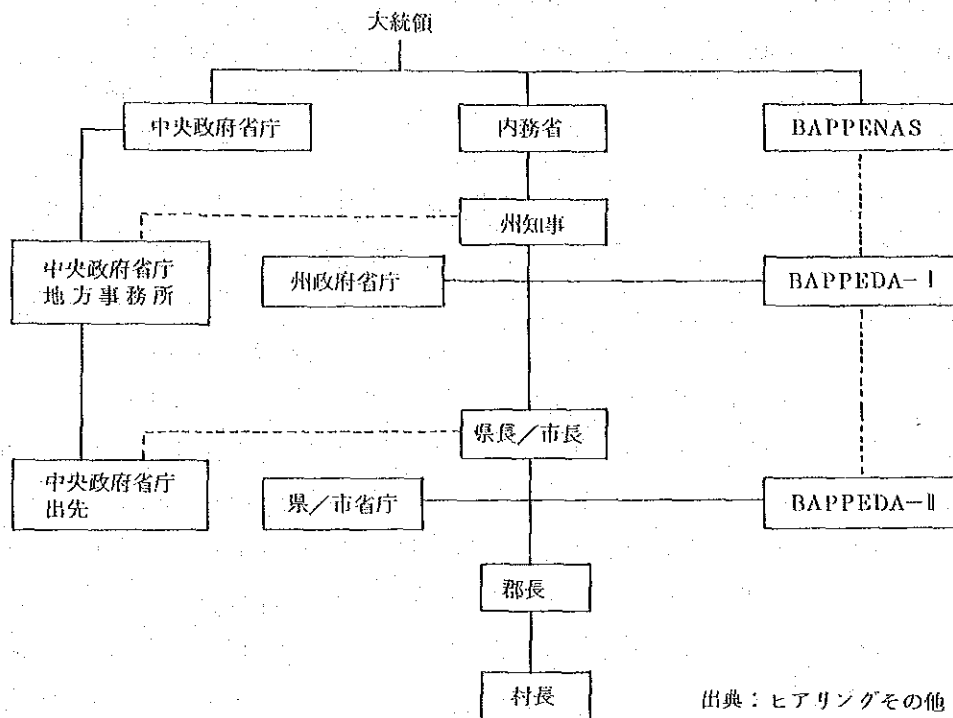 大統領
中央政府省庁
内務省
BAPPENAS
州知事
中央政府省庁
地方事務所
州政府省庁
BAPPEDA-Ⅰ
県長／市長
中央政府省庁
出先
県／市省庁
BAPPEDA-Ⅱ
郡長
村長
出典：ヒアリングその他